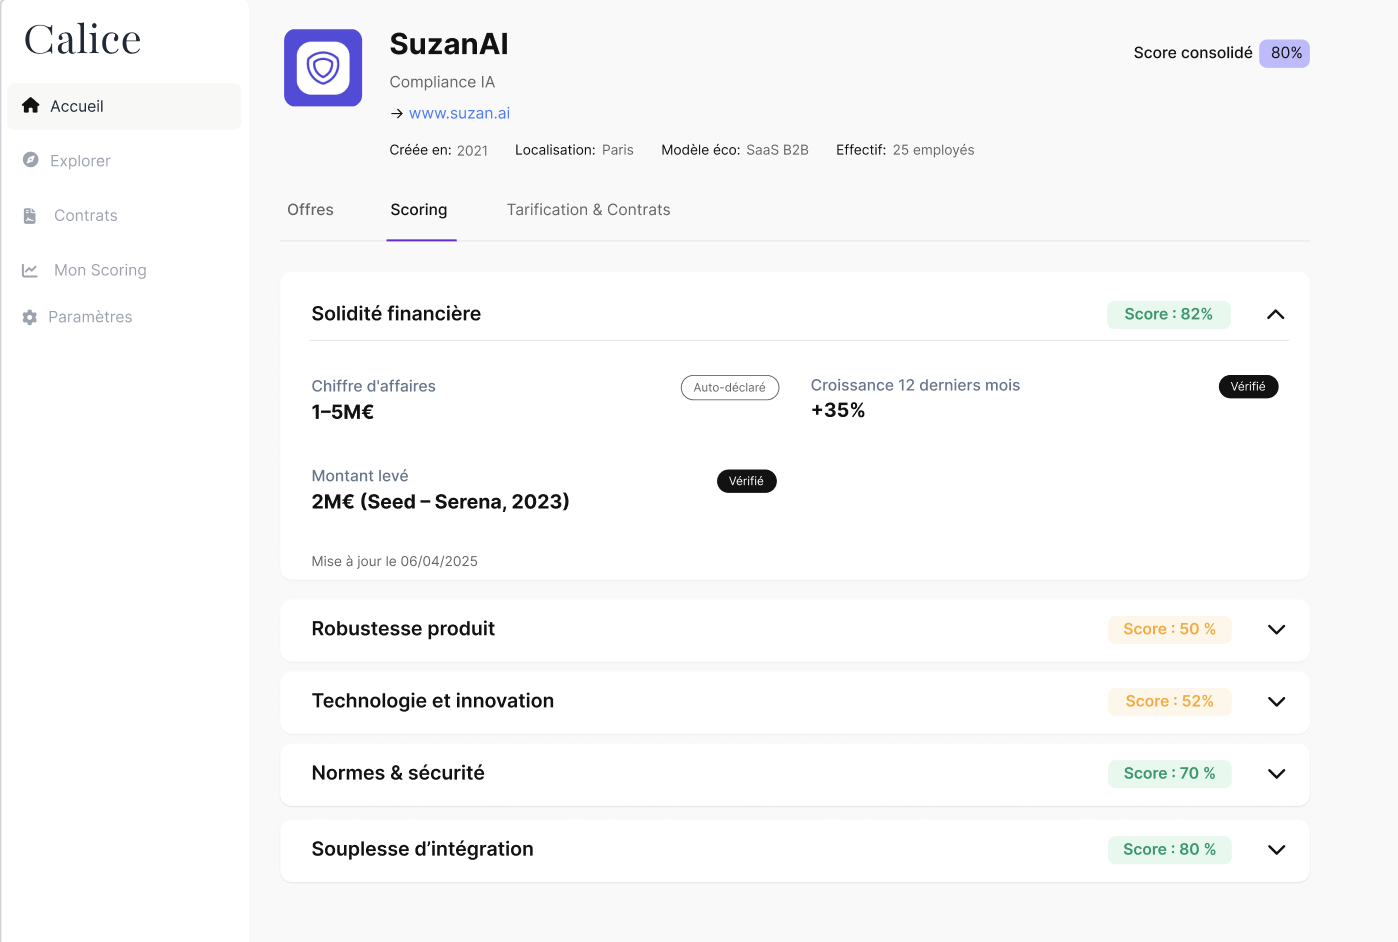 Calice
Accueil
Explorer
Contrats
Mon Scoring
Paramètres
SuzanAI
Compliance IA
→ www.suzan.ai
Créée en: 2021 Localisation: Paris Modèle éco: SaaS B2B Effectif: 25 employés
Score consolidé 80%
Offres Scoring Tarification & Contrats
Solidité financière Score : 82%
Chiffre d'affaires Auto-déclaré
1–5M€
Croissance 12 derniers mois Vérifié
+35%
Montant levé Vérifié
2M€ (Seed – Serena, 2023)
Mise à jour le 06/04/2025
Robustesse produit Score : 50 %
Technologie et innovation Score : 52%
Normes & sécurité Score : 70 %
Souplesse d’intégration Score : 80 %